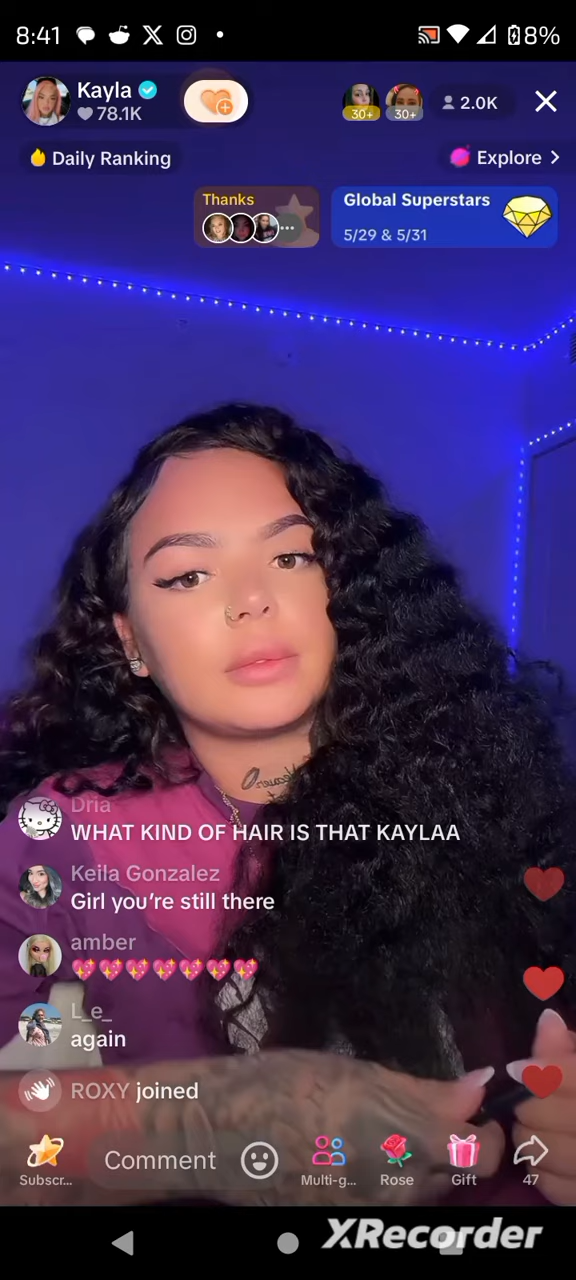 8:41
8%
Kayla
78.1K
30+
30+
2.0K
Daily Ranking
Explore
Thanks
Global Superstars
5/29 & 5/31
Dria
WHAT KIND OF HAIR IS THAT KAYLAA
Keila Gonzalez
Girl you're still there
amber
💖💖💖💖💖💖💖
L_e_
again
ROXY joined
Comment
Subscr...
Multi-g...
Rose
Gift
47
XRecorder